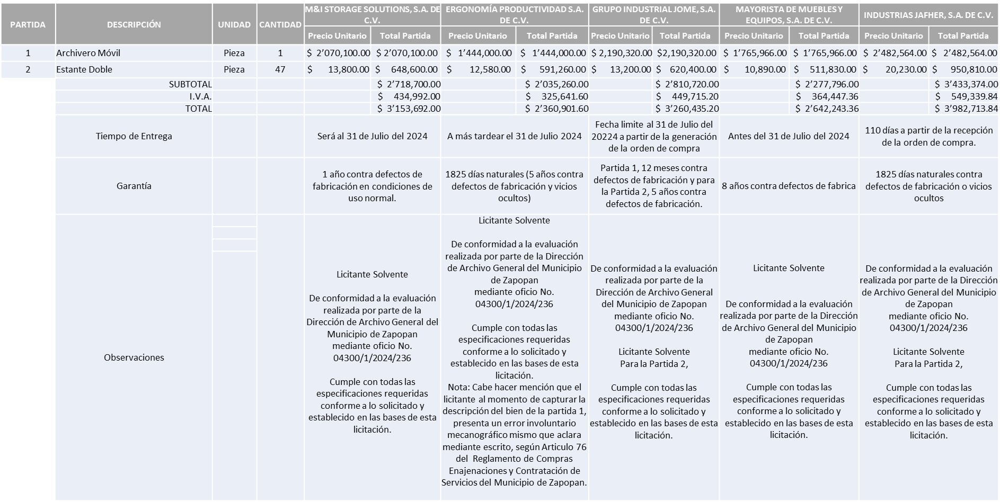 PARTIDA
DESCRIPCIÓN
UNIDAD
CANTIDAD
M&I STORAGE SOLUTIONS, S.A. DE
C.V.
ERGONOMÍA PRODUCTIVIDAD S.A.
DE C.V.
GRUPO INDUSTRIAL JOME, S.A.
DE C.V.
MAYORISTA DE MUEBLES Y
EQUIPOS, S.A. DE C.V.
INDUSTRIAS JAFHER, S.A. DE C.V.
Precio Unitario Total Partida Precio Unitario Total Partida Precio Unitario Total Partida Precio Unitario Total Partida Precio Unitario Total Partida
1 Archivero Móvil Pieza 1 $ 2’070,100.00 $ 2’070,100.00 $ 1’444,000.00 $ 1’444,000.00 $ 2,190,320.00 $2,190,320.00 $ 1’765,966.00 $ 1’765,966.00 $ 2’482,564.00 $ 2’482,564.00
2 Estante Doble Pieza 47 $ 13,800.00 $ 648,600.00 $ 12,580.00 $ 591,260.00 $ 13,200.00 $ 620,400.00 $ 10,890.00 $ 511,830.00 $ 20,230.00 $ 950,810.00
SUBTOTAL $ 2’718,700.00 $ 2’035,260.00 $ 2’810,720.00 $ 2’277,796.00 $ 3’433,374.00
I.V.A. $ 434,992.00 $ 325,641.60 $ 449,715.20 $ 364,447.36 $ 549,339.84
TOTAL $ 3’153,692.00 $ 2’360,901.60 $ 3’260,435.20 $ 2’642,243.36 $ 3’982,713.84
Tiempo de Entrega
Será al 31 de Julio del 2024
A más tardear el 31 de Julio 2024
Fecha limite al 31 de Julio del
20224 a partir de la generación
de la orden de compra
Antes del 31 de Julio del 2024
110 días a partir de la recepción
de la orden de compra.
Garantía
1 año contra defectos de
fabricación en condiciones de
uso normal.
1825 días naturales (5 años contra
defectos de fabricación y vicios
ocultos)
Partida 1, 12 meses contra
defectos de fabricación y para
la Partida 2, 5 años contra
defectos de fabricación.
8 años contra defectos de fabrica
1825 días naturales contra
defectos de fabricación o vicios
ocultos
Observaciones
Licitante Solvente
De conformidad a la evaluación
realizada por parte de la
Dirección de Archivo General del
Municipio de Zapopan
mediante oficio No.
04300/1/2024/236
Cumple con todas las
especificaciones requeridas
conforme a lo solicitado y
establecido en las bases de esta
licitación.
Licitante Solvente
De conformidad a la evaluación
realizada por parte de la Dirección
de Archivo General del Municipio
de Zapopan
mediante oficio No.
04300/1/2024/236
Cumple con todas las
especificaciones requeridas
conforme a lo solicitado y
establecido en las bases de esta
licitación.
Nota: Cabe hacer mención que el
licitante al momento de capturar la
descripción del bien de la partida 1,
presenta un error involuntario
mecanográfico mismo que aclara
mediante escrito, según Articulo 76
del Reglamento de Compras
Enajenaciones y Contratación de
Servicios del Municipio de Zapopan.
De conformidad a la evaluación
realizada por parte de la
Dirección de Archivo General
del Municipio de Zapopan
mediante oficio No.
04300/1/2024/236
Licitante Solvente
Para la Partida 2,
Cumple con todas las
especificaciones requeridas
conforme a lo solicitado y
establecido en las bases de esta
licitación.
Licitante Solvente
De conformidad a la evaluación
realizada por parte de la Dirección
de Archivo General del Municipio
de Zapopan
mediante oficio No.
04300/1/2024/236
Cumple con todas las
especificaciones requeridas
conforme a lo solicitado y
establecido en las bases de esta
licitación.
De conformidad a la evaluación
realizada por parte de la Dirección
de Archivo General del Municipio
de Zapopan
mediante oficio No.
04300/1/2024/236
Licitante Solvente
Para la Partida 2,
Cumple con todas las
especificaciones requeridas
conforme a lo solicitado y
establecido en las bases de esta
licitación.